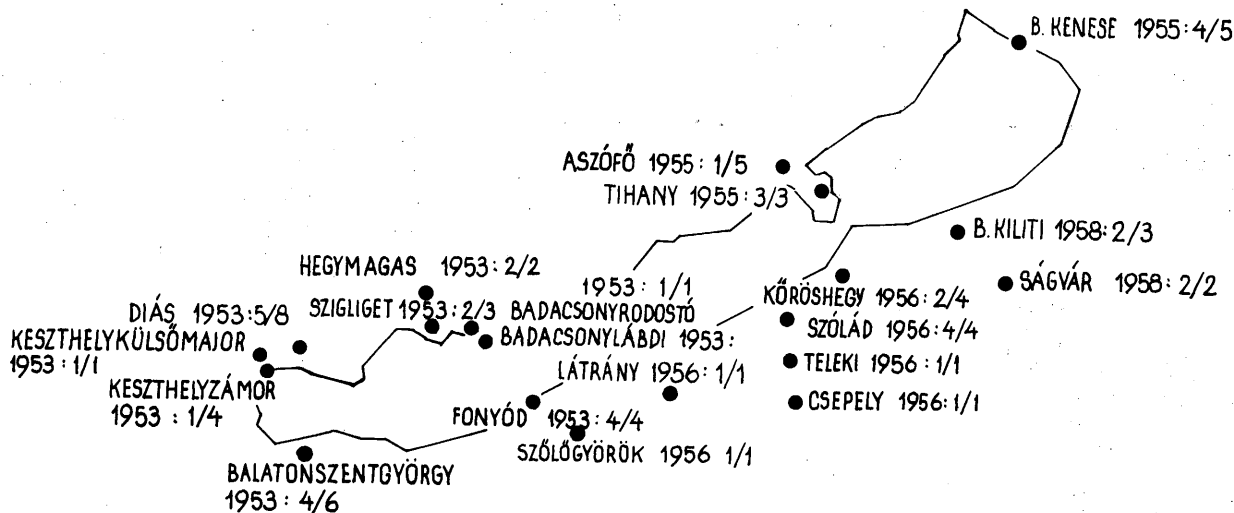 B. KENESE 1955: 4/5
ASZÓFŐ 1955: 1/5
TIHANY 1955: 3/3
B. KILITI 1958: 2/3
HEGYMAGAS 1953: 2/2
1953: 1/1
SÁGVÁR 1958: 2/2
DIÁS 1953: 5/8
SZIGLIGET 1953: 2/3
BADACSONYRODOSTÓ
KŐRÖSHEGY 1956: 2/4
SZÓLÁD 1956: 4/4
KESZTHELYKÜLSŐMAJOR
1953: 1/1
BADACSONYLÁBDI 1953:
TELEKI 1956: 1/1
LÁTRÁNY 1956: 1/1
KESZTHELYZÁMOR
1953: 1/4
CSEPELY 1956: 1/1
FONYÓD 1953: 4/4
SZŐLŐGYÖRÖK 1956 1/1
BALATONSZENTGYÖRGY
1953: 4/6